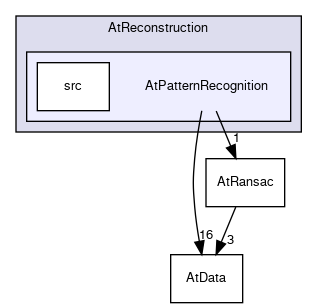 AtReconstruction
src
AtPatternRecognition
1
AtRansac
16
3
AtData